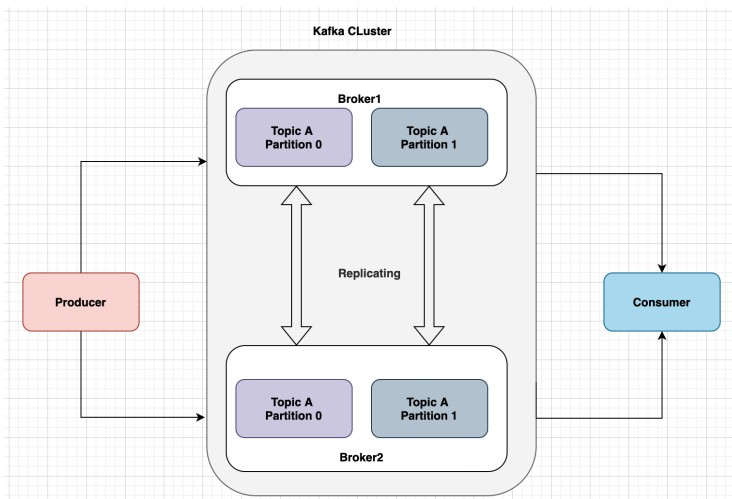 Kafka CLuster
Broker1
Topic A
Partition 0
Topic A
Partition 1
Replicating
Producer
Consumer
Topic A
Partition 0
Topic A
Partition 1
Broker2